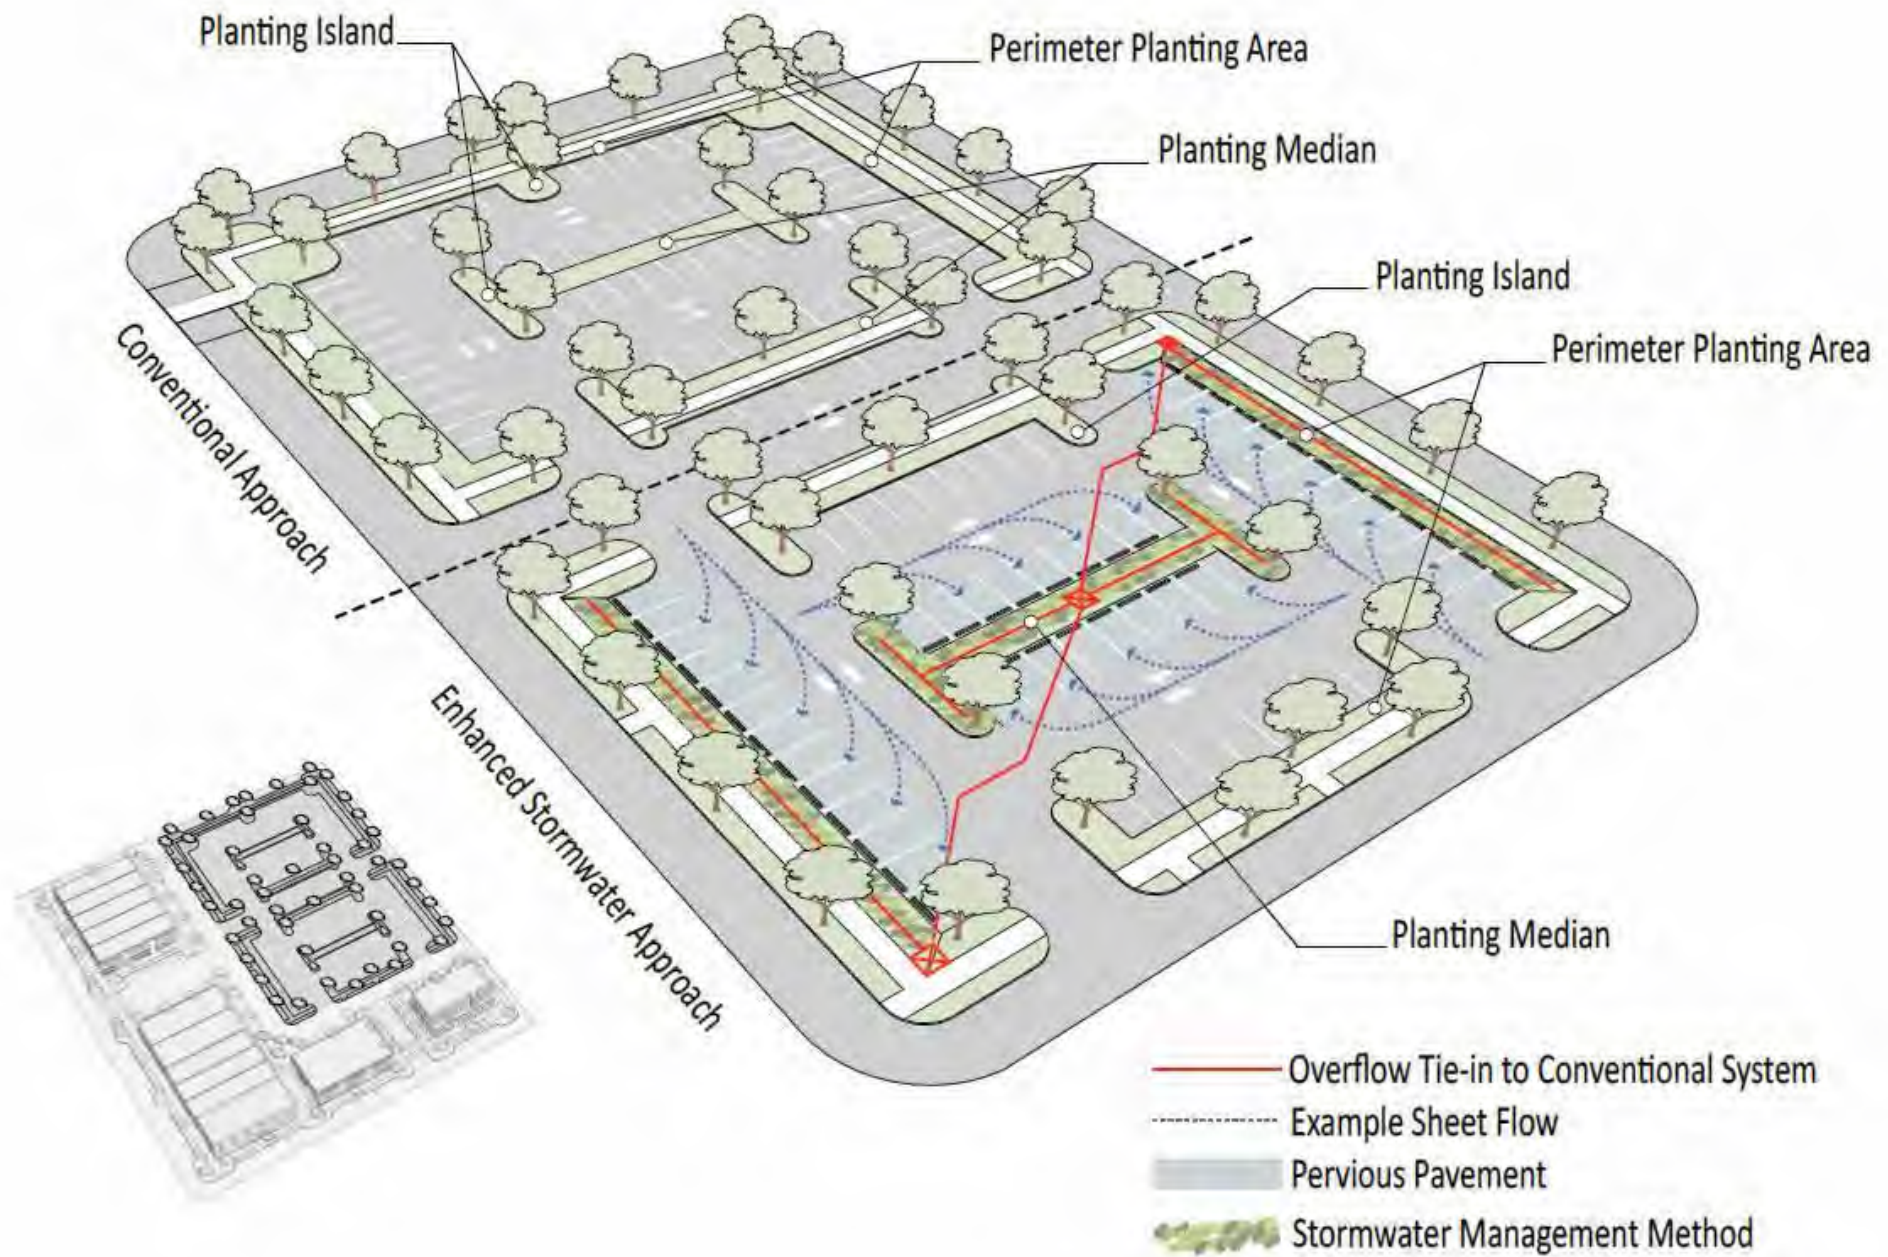 Planting Island
Perimeter Planting Area
Planting Median
Planting Island
Perimeter Planting Area
Conventional Approach
Enhanced Stormwater Approach
Planting Median
Overflow Tie-in to Conventional System
Example Sheet Flow
Pervious Pavement
Stormwater Management Method